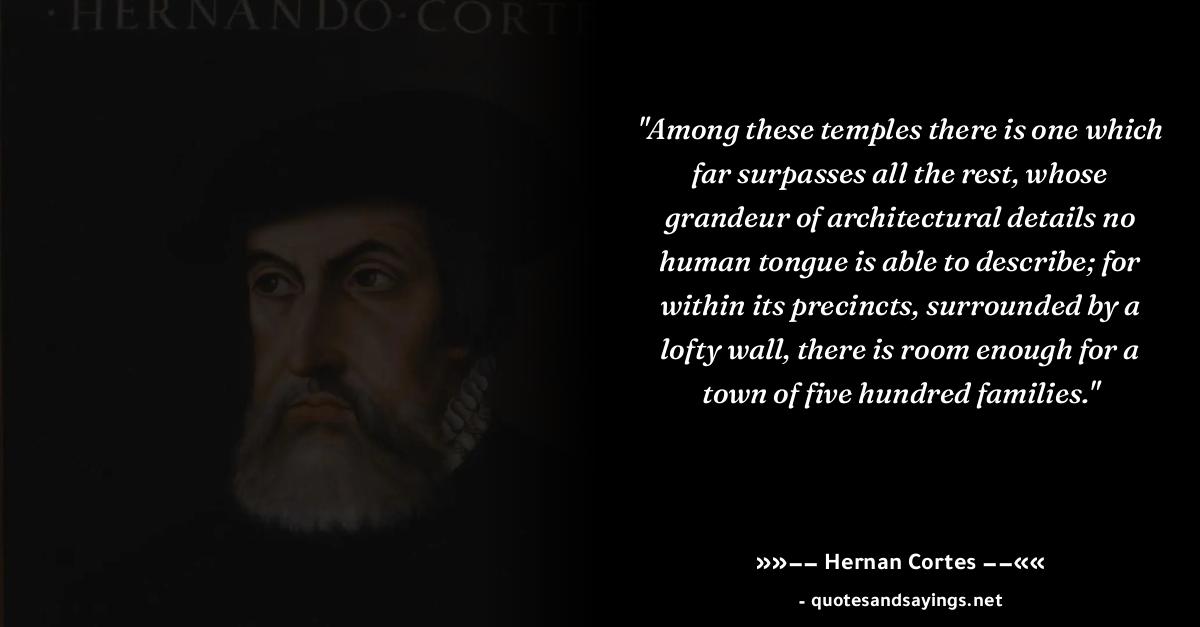 · HERNANDO · CORTE
"Among these temples there is one which
far surpasses all the rest, whose
grandeur of architectural details no
human tongue is able to describe; for
within its precincts, surrounded by a
lofty wall, there is room enough for a
town of five hundred families."
»»–– Hernan Cortes ––««
- quotesandsayings.net